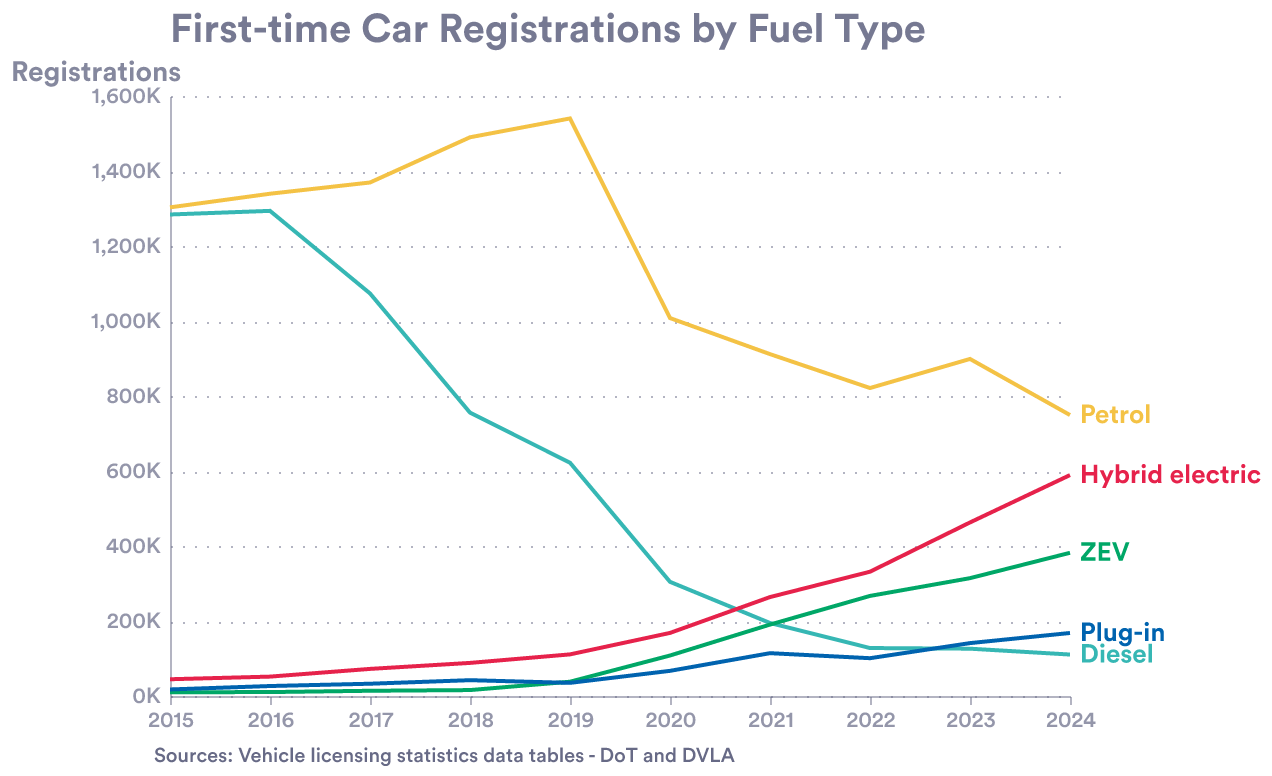 First-time Car Registrations by Fuel Type
Registrations
1,600K
1,400K
1,200K
1,000K
800K
600K
400K
200K
0K
Petrol
Hybrid electric
ZEV
Plug-in
Diesel
2015 2016 2017 2018 2019 2020 2021 2022 2023 2024
Sources: Vehicle licensing statistics data tables - DoT and DVLA